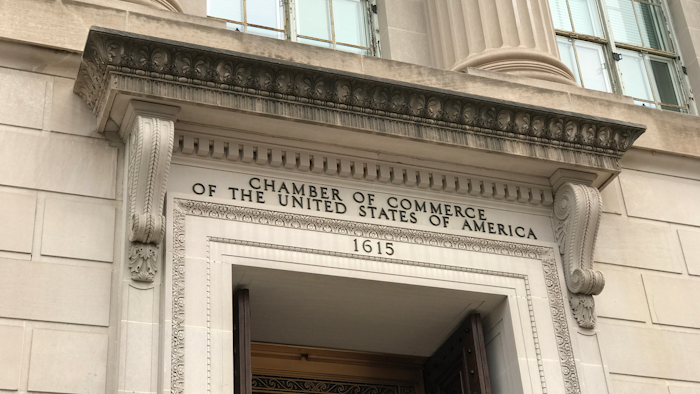 CHAMBER OF COMMERCE
OF THE UNITED STATES OF AMERICA
1615